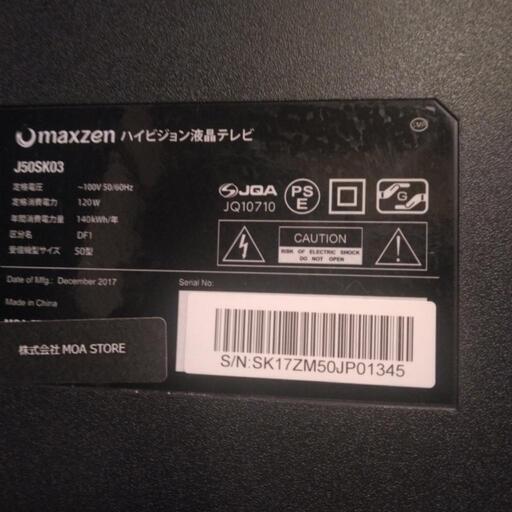 maxzen ハイビジョン液晶テレビ
J50SK03
定格電圧 ~100V 50/60Hz
定格消費電力 120W
年間消費電力量 140kWh/年
区分名 DF1
受信機型サイズ 50型
JQA
JQ10710
PS
E
G
CAUTION
RISK OF ELECTRIC SHOCK
DO NOT OPEN
Date of Mfg.: December 2017
Made in China
株式会社 MOA STORE
Serial No:
S/N:SK17ZM50JP01345